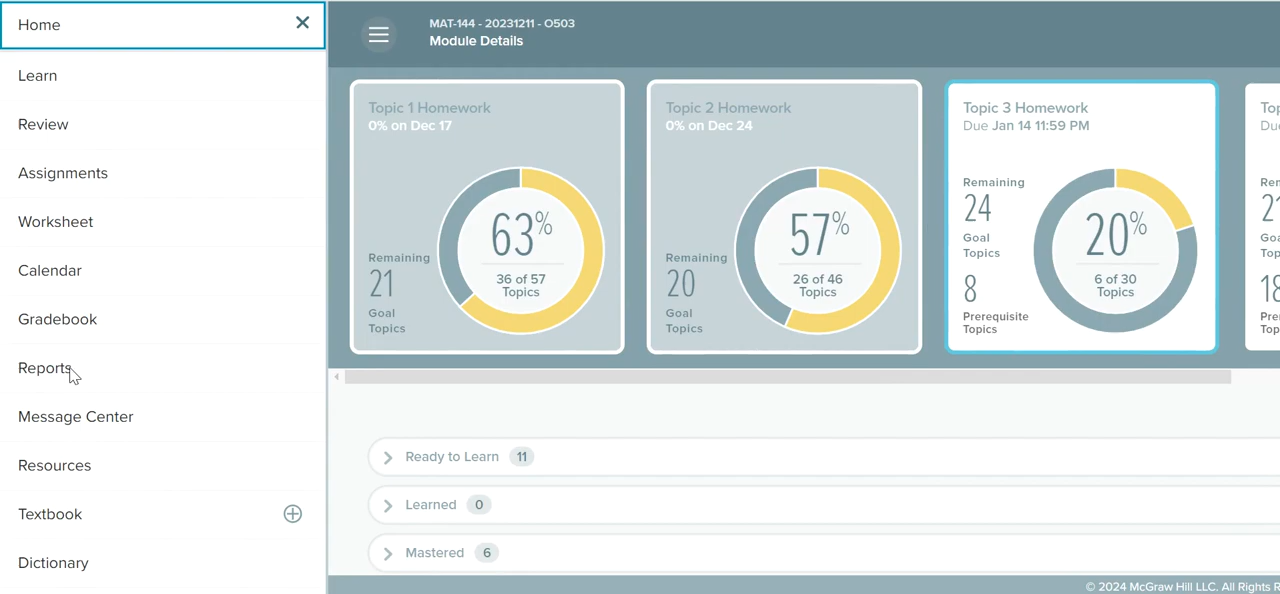 Home
Learn
Review
Assignments
Worksheet
Calendar
Gradebook
Reports
Message Center
Resources
Textbook
Dictionary
MAT-144 - 20231211 - O503
Module Details
Topic 1 Homework
0% on Dec 17
63%
36 of 57
Topics
Remaining
21
Goal
Topics
Topic 2 Homework
0% on Dec 24
57%
26 of 46
Topics
Remaining
20
Goal
Topics
Topic 3 Homework
Due Jan 14 11:59 PM
Remaining
24
Goal
Topics
8
Prerequisite
Topics
20%
6 of 30
Topics
Ready to Learn 11
Learned 0
Mastered 6
© 2024 McGraw Hill LLC. All Rights